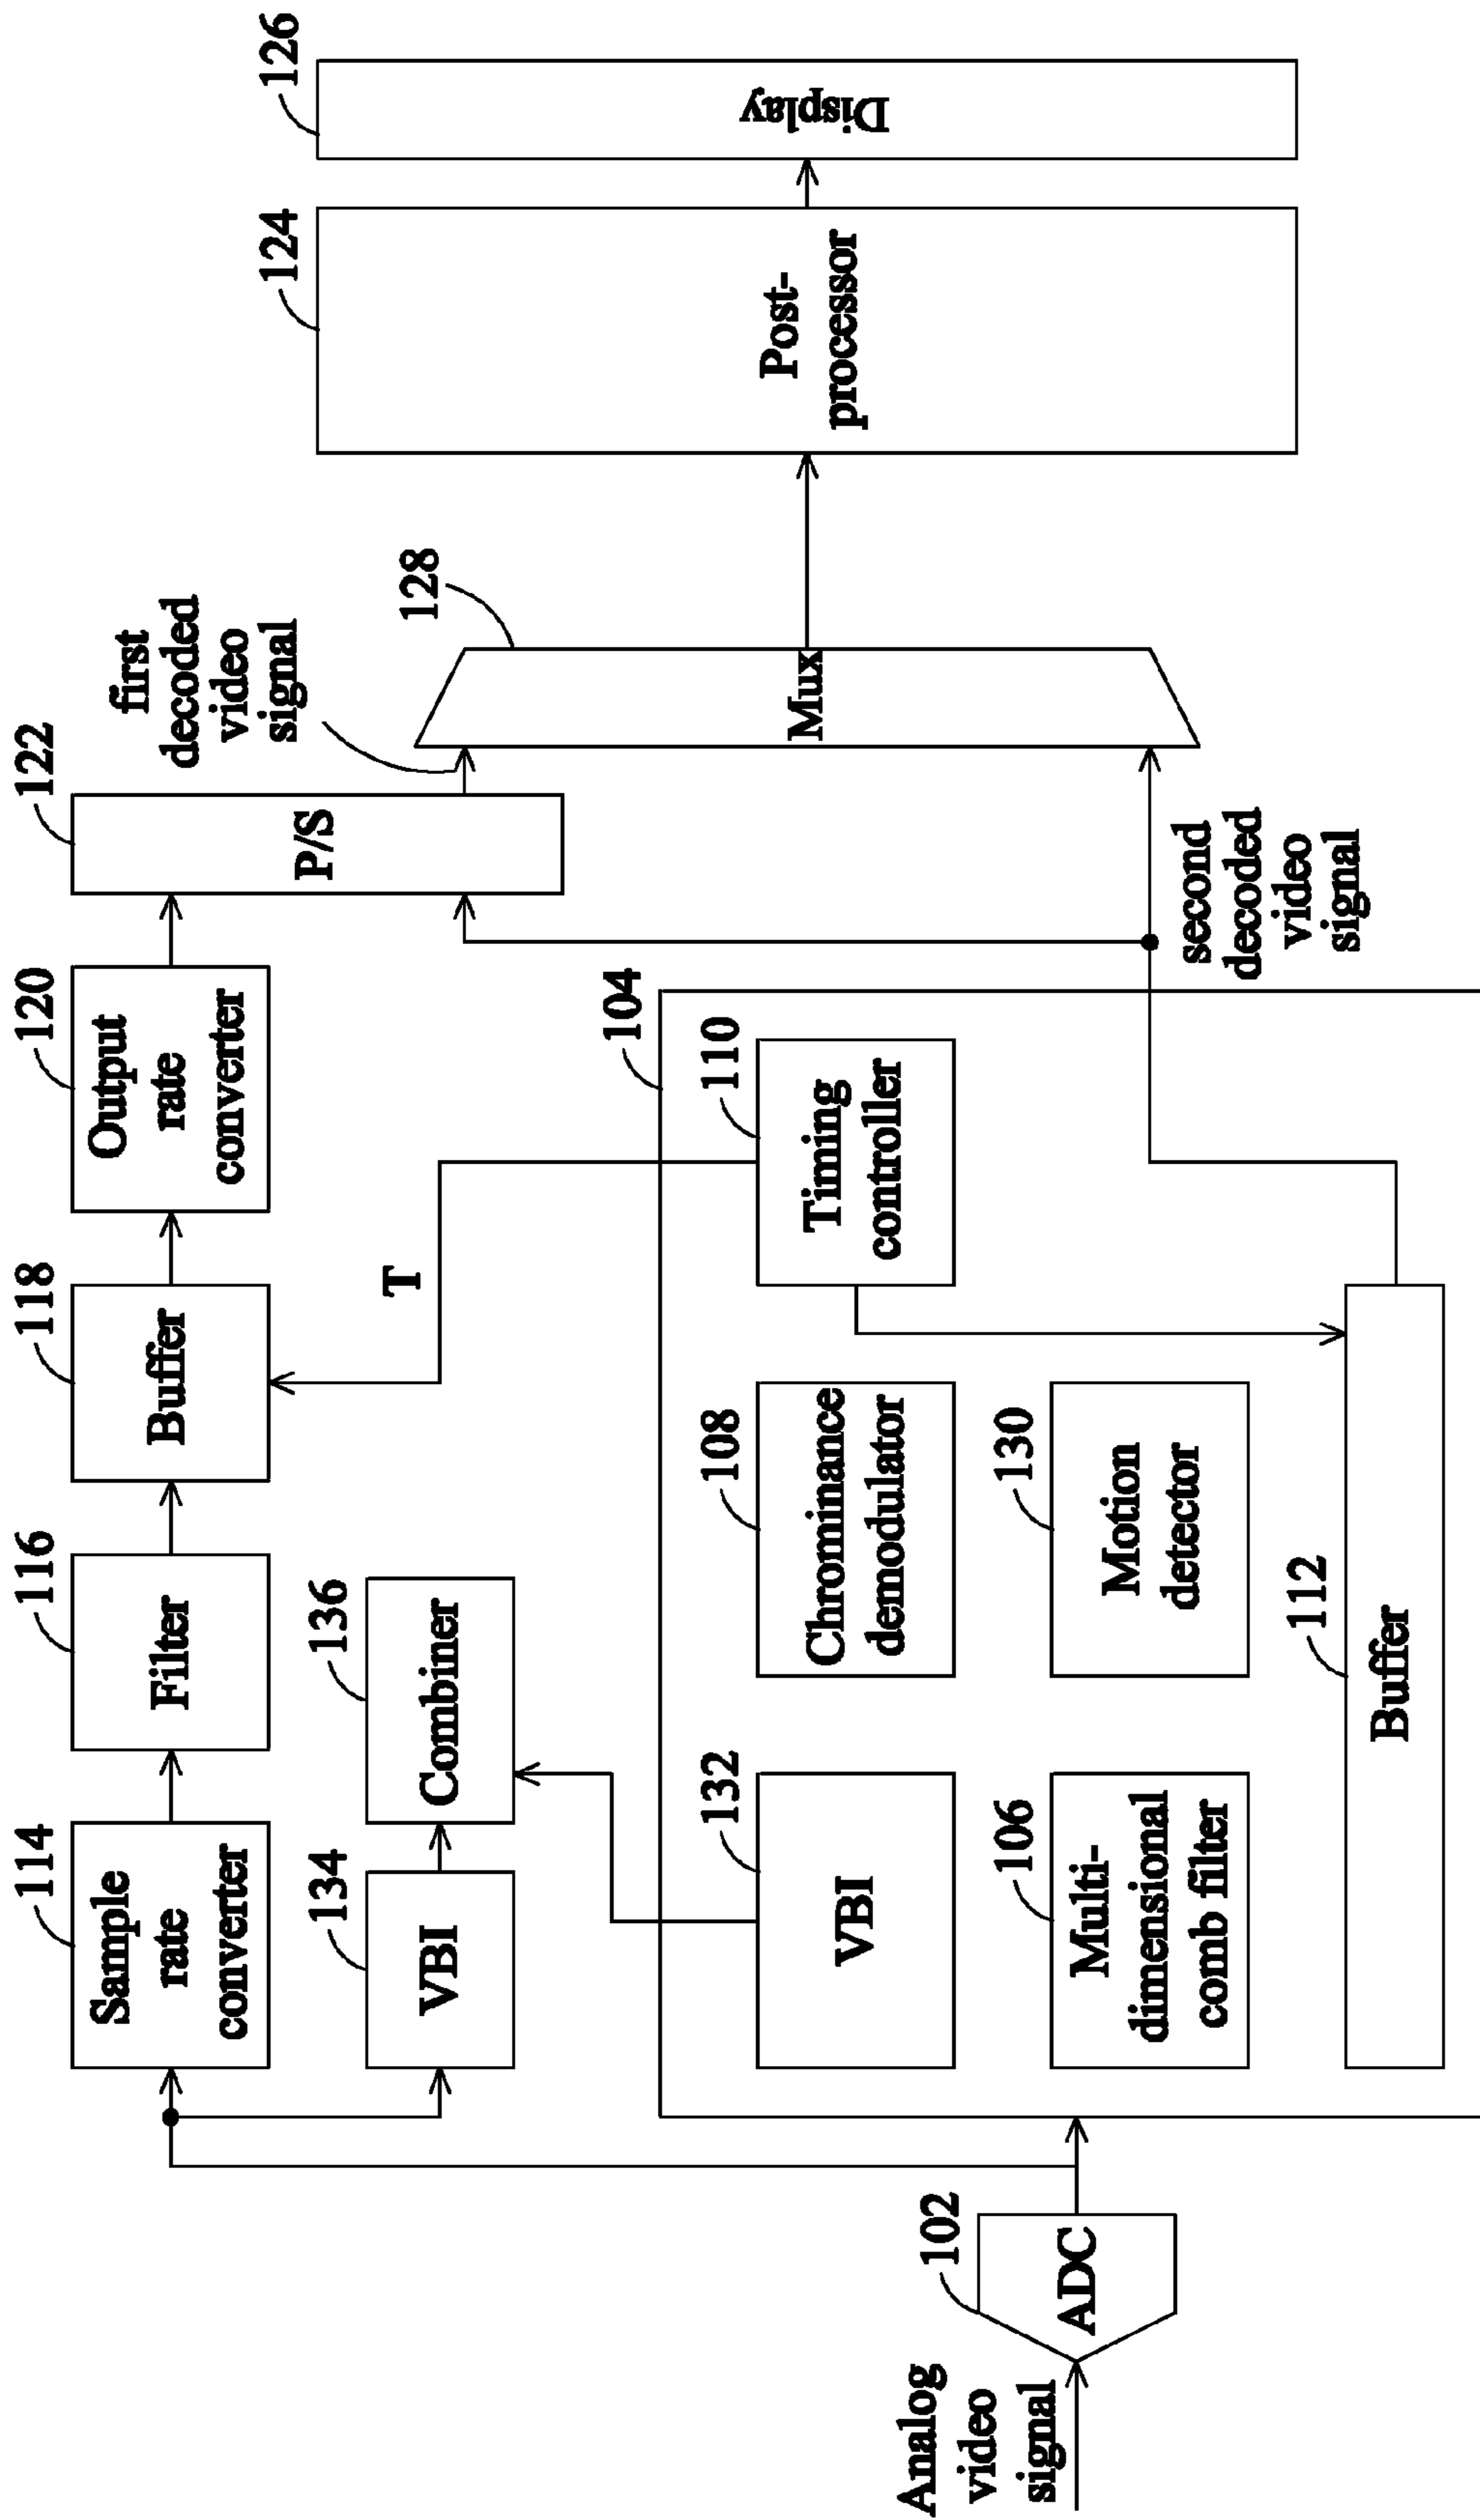 Analog
video
signal
102
ADC
114
Sample
rate
converter
116
Filter
118
Buffer
120
Output
rate
converter
122
P/S
first
decoded
video
signal
134
VBI
136
Combiner
T
104
132
VBI
108
Chrominance
demodulator
110
Timing
controller
106
Multi-
dimensional
comb filter
130
Motion
detector
112
Buffer
second
decoded
video
signal
128
Mux
124
Post-
processor
126
Display